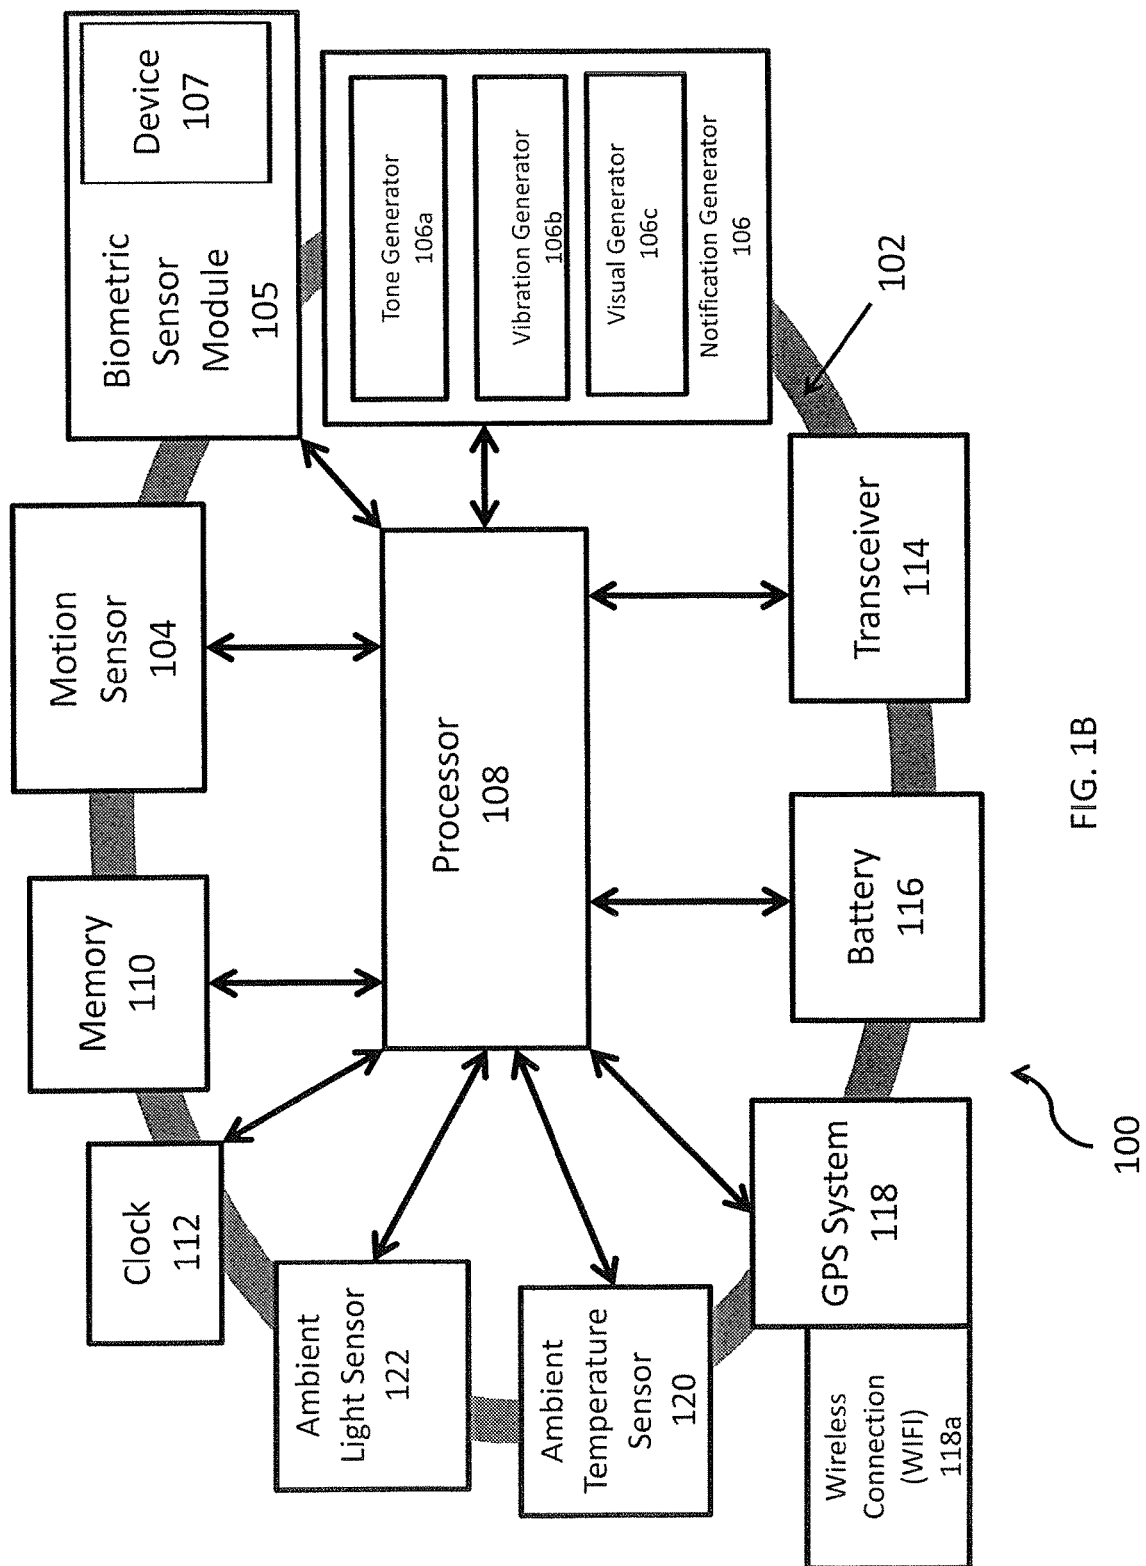 Clock
112
Memory
110
Motion
Sensor
104
Biometric
Sensor
Module
105
Device
107
Ambient
Light Sensor
122
Processor
108
Tone Generator
106a
Vibration Generator
106b
Visual Generator
106c
Notification Generator
106
Ambient
Temperature
Sensor
120
Wireless
Connection
(WIFI)
118a
GPS System
118
Battery
116
Transceiver
114
102
100
FIG. 1B